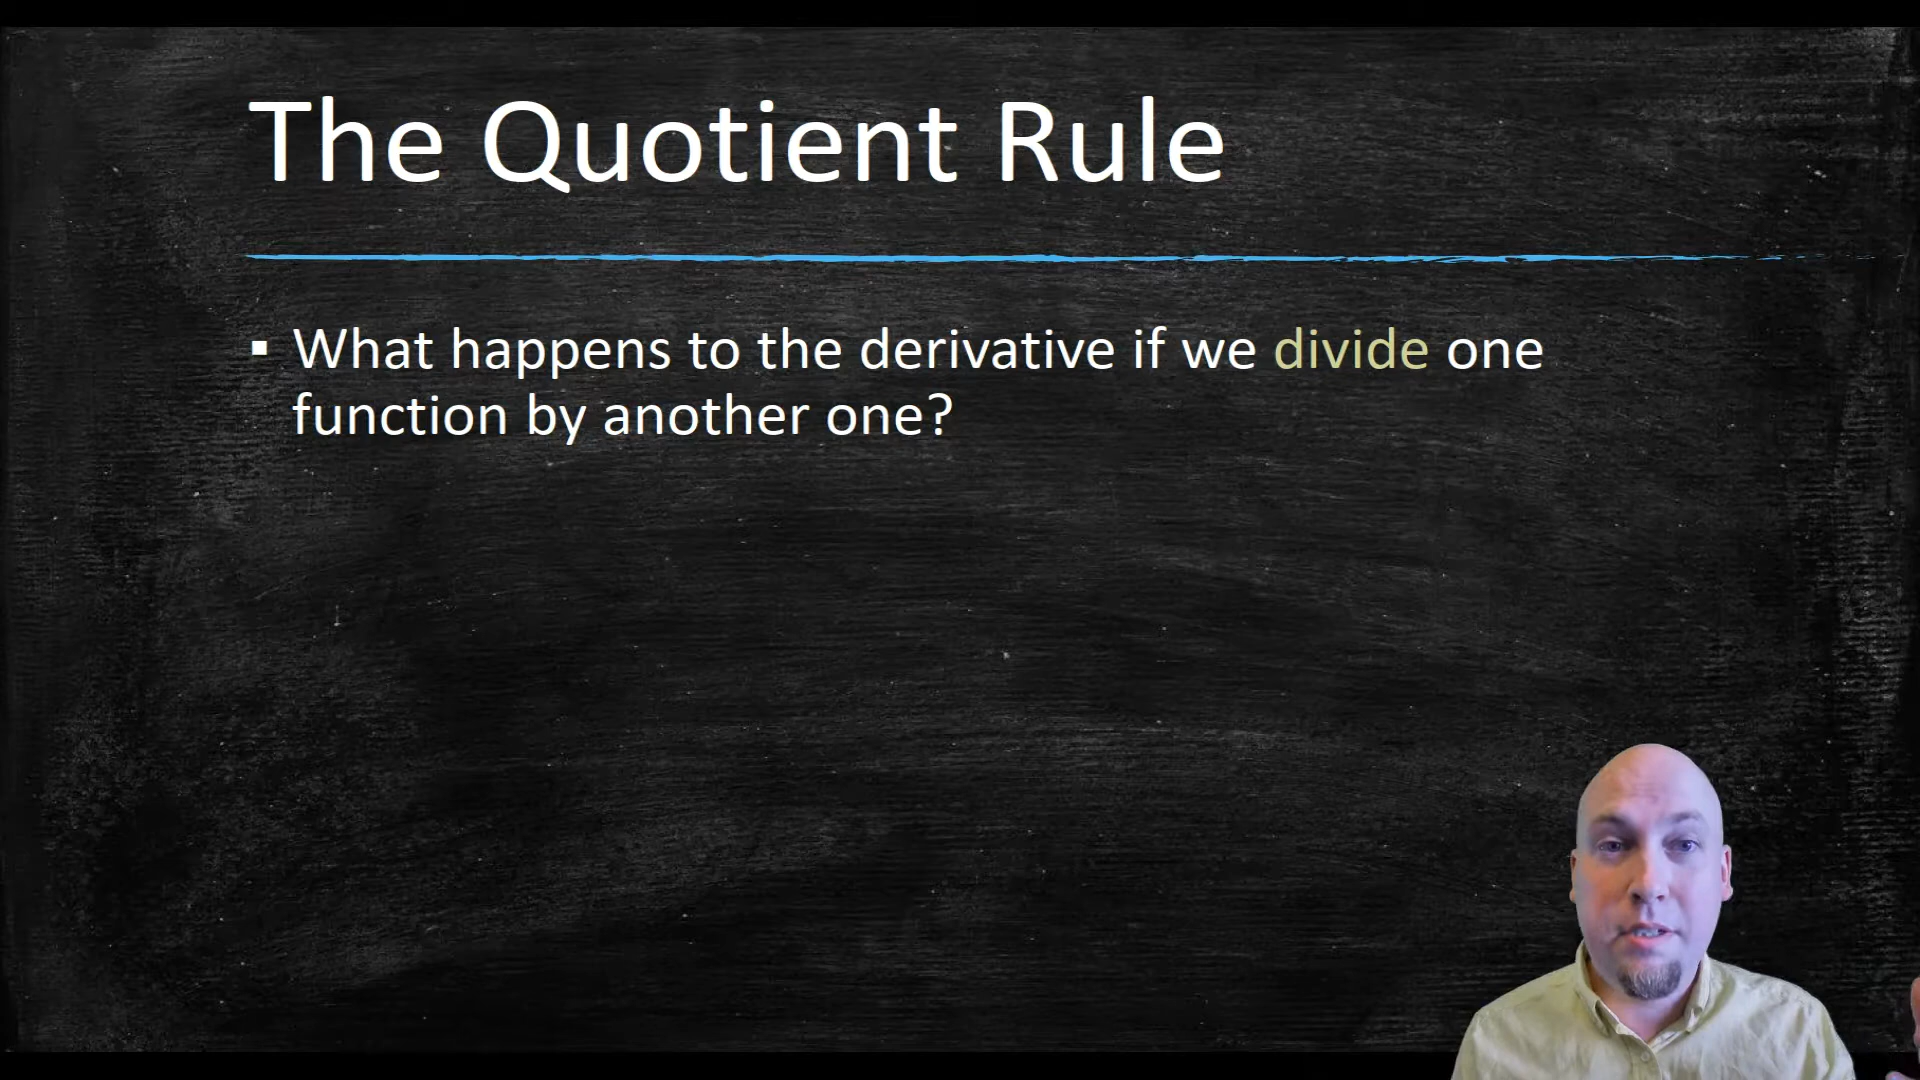 The Quotient Rule
▪ What happens to the derivative if we divide one
function by another one?